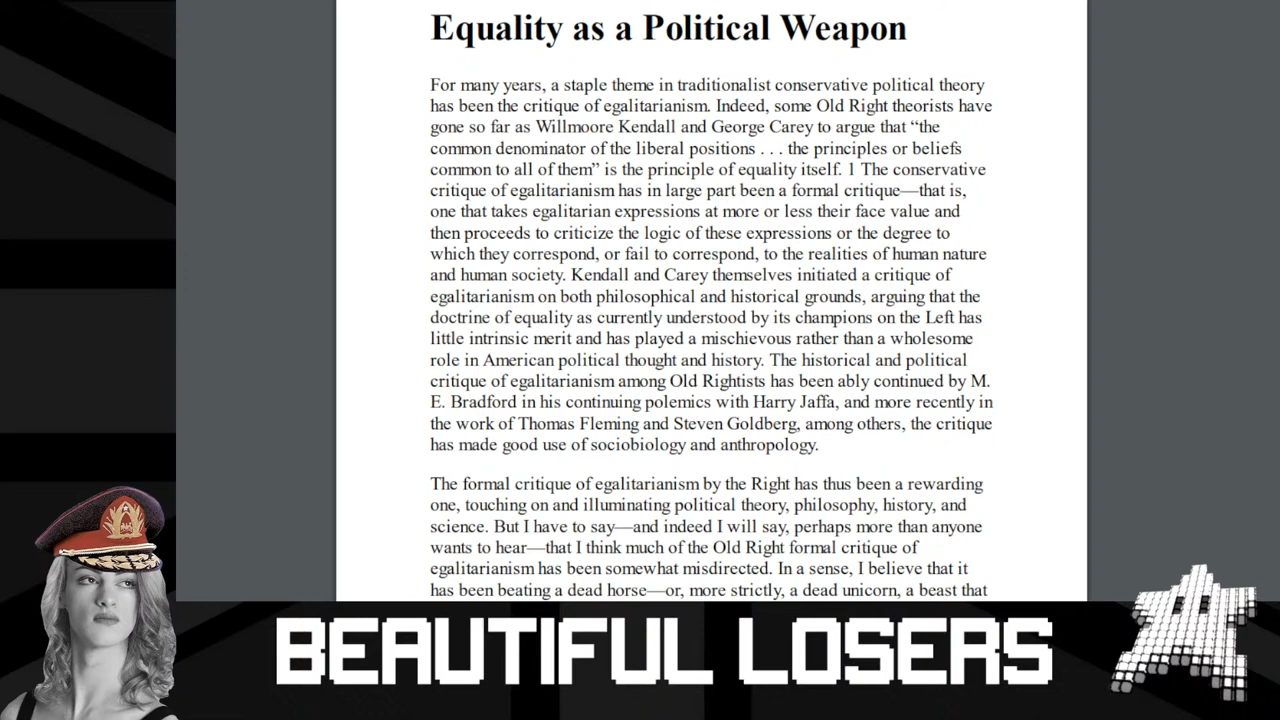 Equality as a Political Weapon
For many years, a staple theme in traditionalist conservative political theory
has been the critique of egalitarianism. Indeed, some Old Right theorists have
gone so far as Willmoore Kendall and George Carey to argue that “the
common denominator of the liberal positions . . . the principles or beliefs
common to all of them” is the principle of equality itself. 1 The conservative
critique of egalitarianism has in large part been a formal critique—that is,
one that takes egalitarian expressions at more or less their face value and
then proceeds to criticize the logic of these expressions or the degree to
which they correspond, or fail to correspond, to the realities of human nature
and human society. Kendall and Carey themselves initiated a critique of
egalitarianism on both philosophical and historical grounds, arguing that the
doctrine of equality as currently understood by its champions on the Left has
little intrinsic merit and has played a mischievous rather than a wholesome
role in American political thought and history. The historical and political
critique of egalitarianism among Old Rightists has been ably continued by M.
E. Bradford in his continuing polemics with Harry Jaffa, and more recently in
the work of Thomas Fleming and Steven Goldberg, among others, the critique
has made good use of sociobiology and anthropology.
The formal critique of egalitarianism by the Right has thus been a rewarding
one, touching on and illuminating political theory, philosophy, history, and
science. But I have to say—and indeed I will say, perhaps more than anyone
wants to hear—that I think much of the Old Right formal critique of
egalitarianism has been somewhat misdirected. In a sense, I believe that it
has been beating a dead horse—or, more strictly, a dead unicorn, a beast that
BEAUTIFUL LOSERS